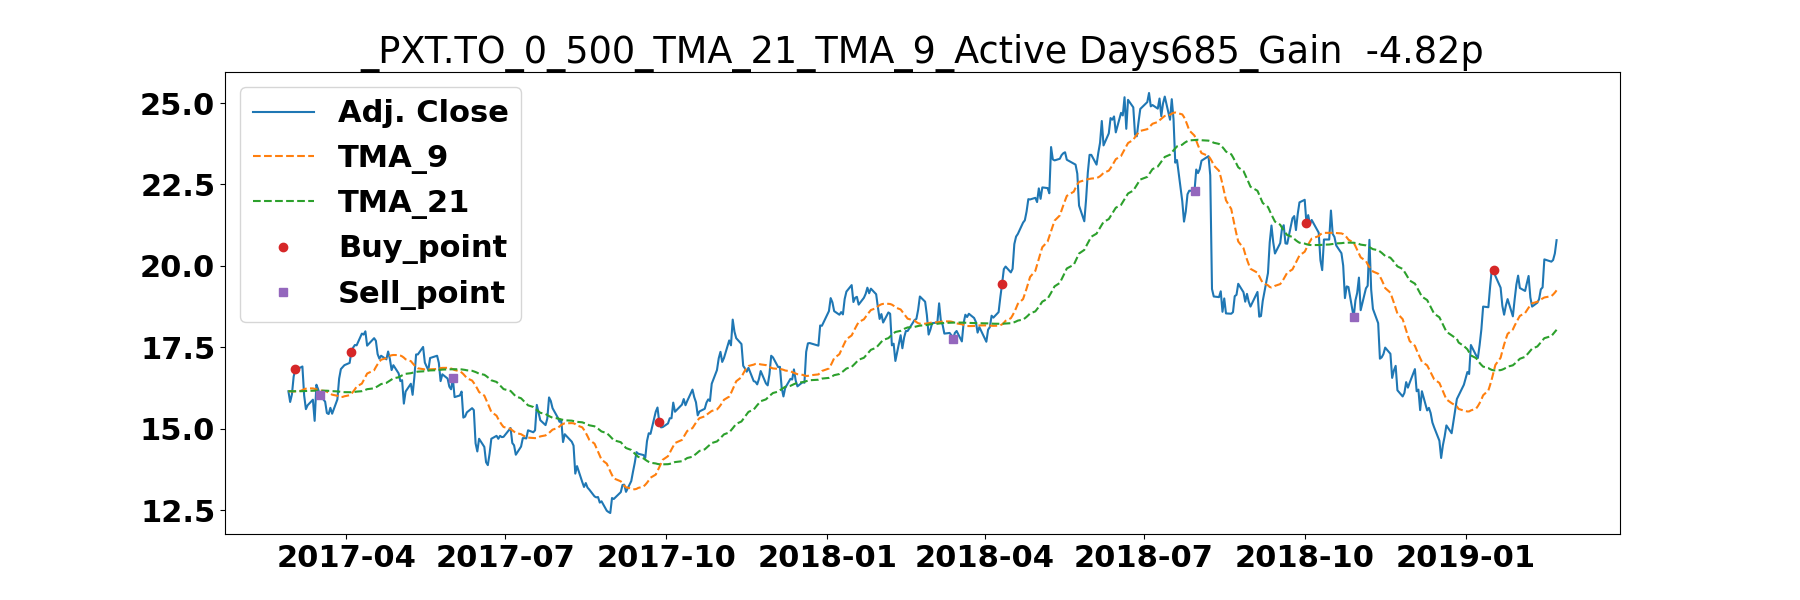 _PXT.TO_0_500_TMA_21_TMA_9_Active Days685_Gain  -4.82p
25.0
22.5
20.0
17.5
15.0
12.5
Adj. Close
TMA_9
TMA_21
Buy_point
Sell_point
2017-04 2017-07 2017-10 2018-01 2018-04 2018-07 2018-10 2019-01